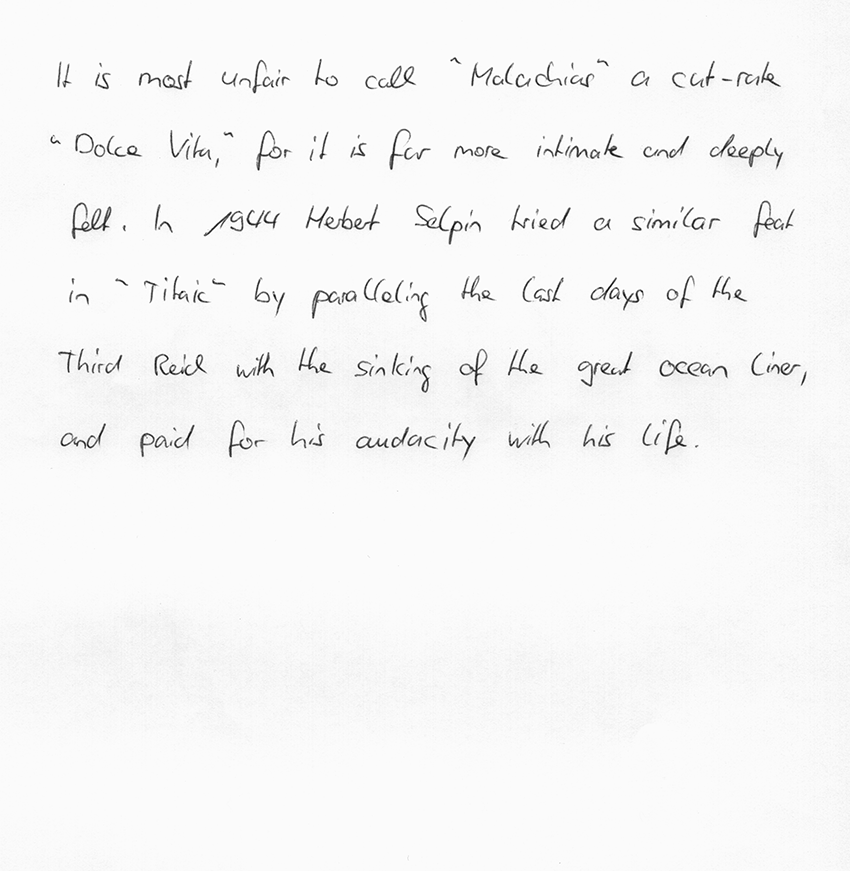 It is most unfair to call "Malachias" a cut-rate
"Dolce Vita," for it is far more intimate and deeply
felt. In 1944 Herbert Selpin tried a similar feat
in "Titaic" by paralleling the last days of the
Third Reich with the sinking of the great ocean liner,
and paid for his audacity with his life.